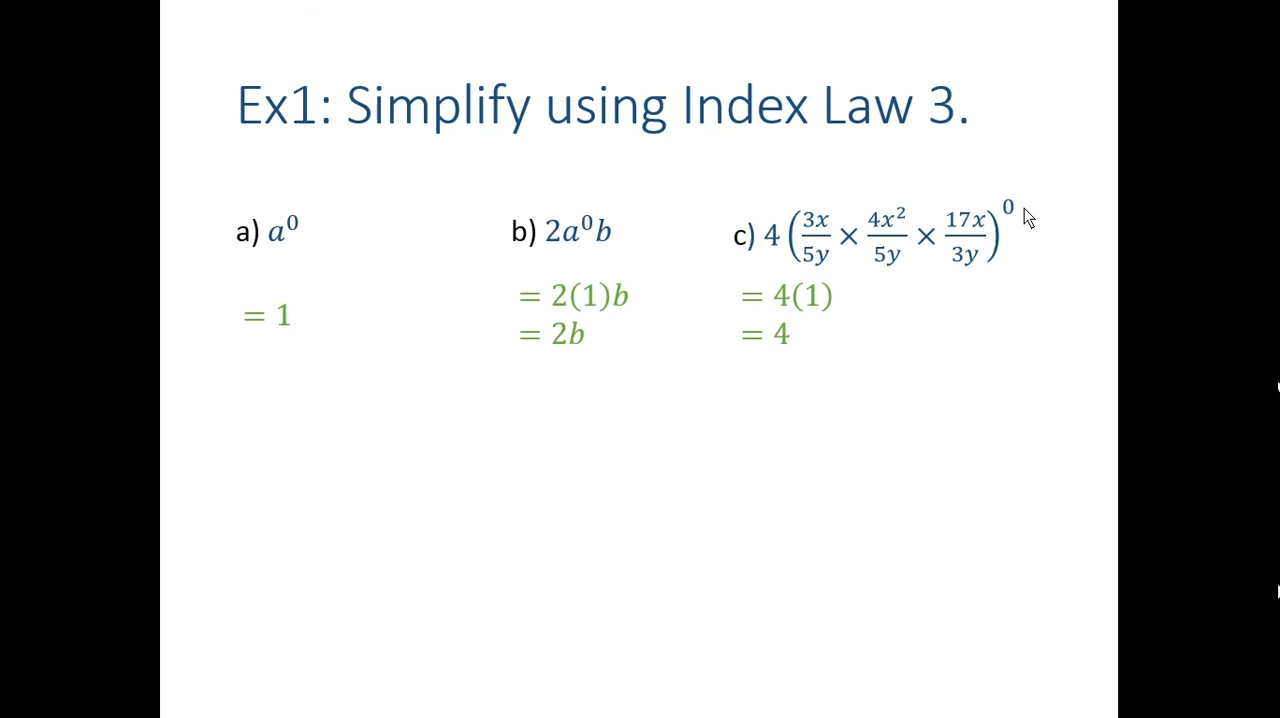 Ex1: Simplify using Index Law 3.
a) a⁰
= 1
b) 2a⁰b
= 2(1)b
= 2b
c) 4(3x/5y × 4x²/5y × 17x/3y)⁰
= 4(1)
= 4